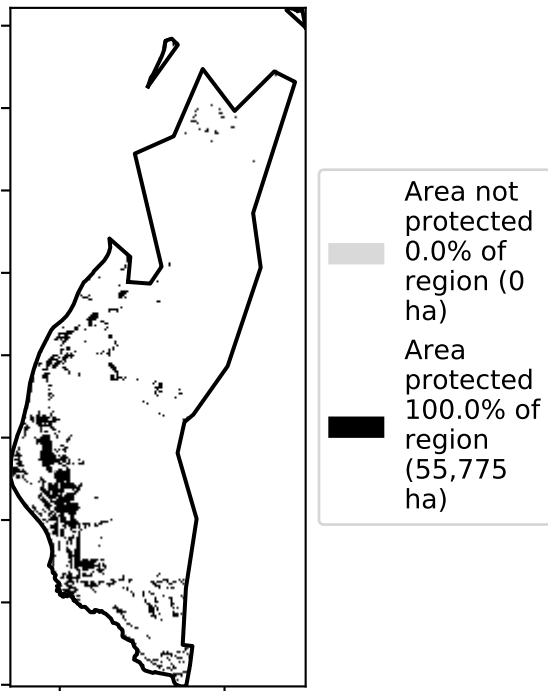 Area not
protected
0.0% of
region (0
ha)
Area
protected
100.0% of
region
(55,775
ha)